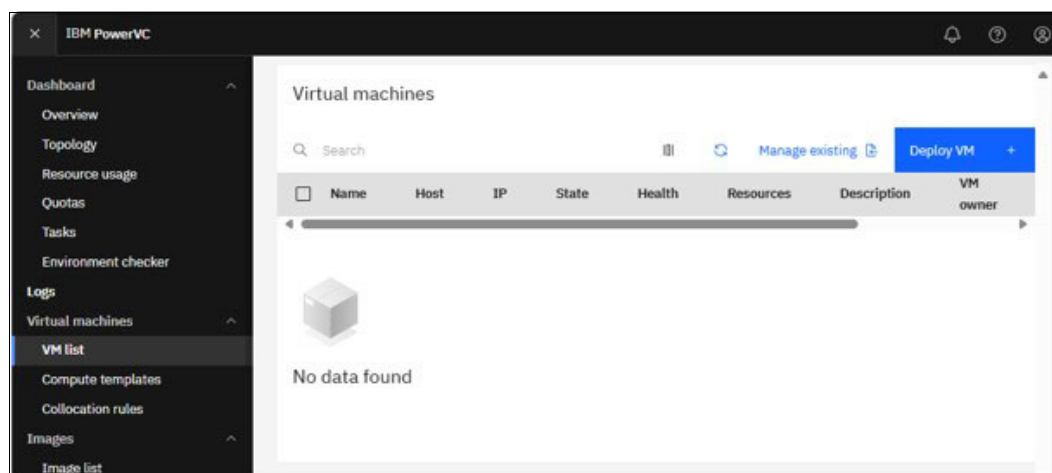 IBM PowerVC
Dashboard
Overview
Topology
Resource usage
Quotas
Tasks
Environment checker
Logs
Virtual machines
VM list
Compute templates
Collocation rules
Images
Image list
Virtual machines
Search
Manage existing
Deploy VM +
Name Host IP State Health Resources Description VM owner
No data found